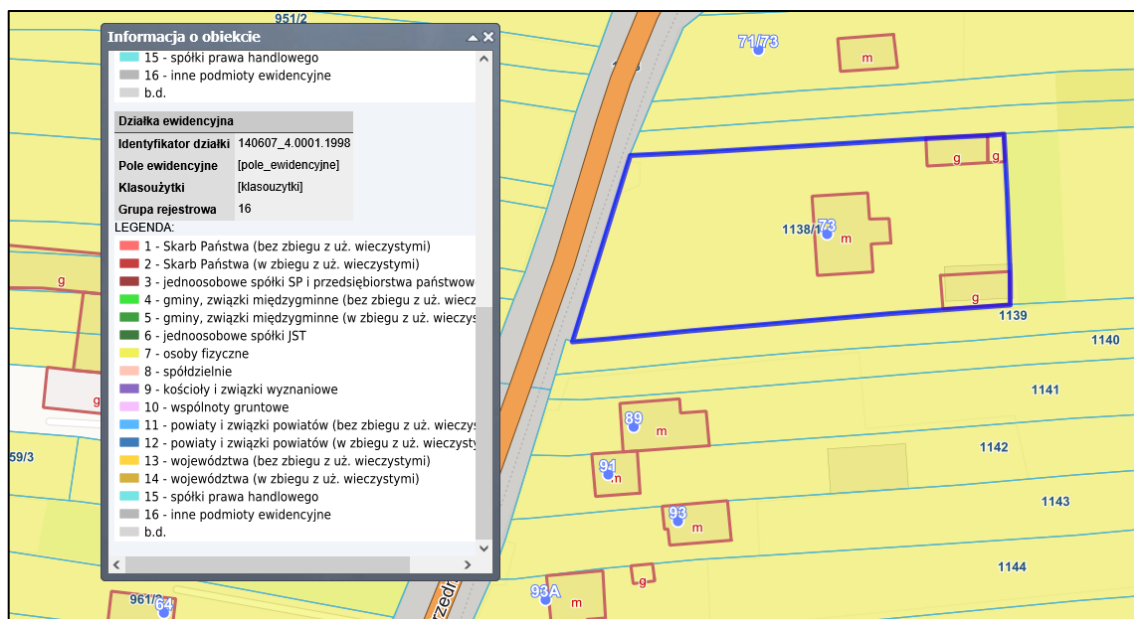 951/2
Informacja o obiekcie
15 - spółki prawa handlowego
16 - inne podmioty ewidencyjne
b.d.
Działka ewidencyjna
Identyfikator działki 140607_4.0001.1998
Pole ewidencyjne [pole_ewidencyjne]
Klasoużytki [klasouzytki]
Grupa rejestrowa 16
LEGENDA:
1 - Skarb Państwa (bez zbiegu z uż. wieczystymi)
2 - Skarb Państwa (w zbiegu z uż. wieczystymi)
3 - jednoosobowe spółki SP i przedsiębiorstwa państwow
4 - gminy, związki międzygminne (bez zbiegu z uż. wiecz
5 - gminy, związki międzygminne (w zbiegu z uż. wieczys
6 - jednoosobowe spółki JST
7 - osoby fizyczne
8 - spółdzielnie
9 - kościoły i związki wyznaniowe
10 - wspólnoty gruntowe
11 - powiaty i związki powiatów (bez zbiegu z uż. wieczys
12 - powiaty i związki powiatów (w zbiegu z uż. wieczysty
13 - województwa (bez zbiegu z uż. wieczystymi)
14 - województwa (w zbiegu z uż. wieczystymi)
15 - spółki prawa handlowego
16 - inne podmioty ewidencyjne
b.d.
71/73
m
g
g
73
1138/1
m
g
1139
1140
1141
89
m
1142
91
m
93
m
1143
1144
g
93A
m
g
g
59/3
64